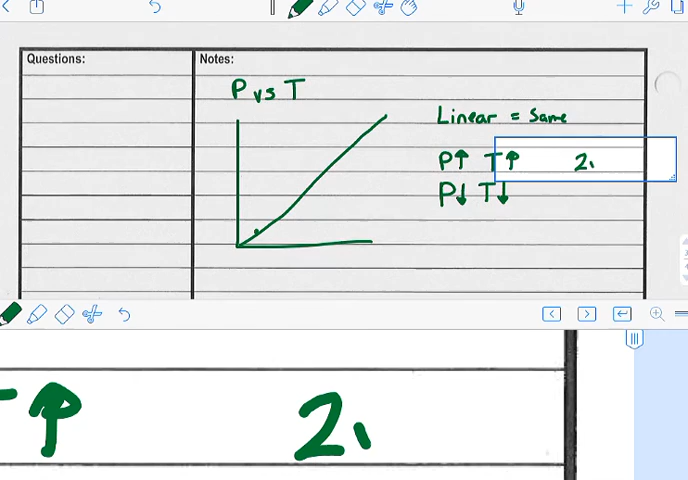 Questions:
Notes:
P vs T
Linear = Same
P↑ T↑ 2
P↓ T↓
↑ 2